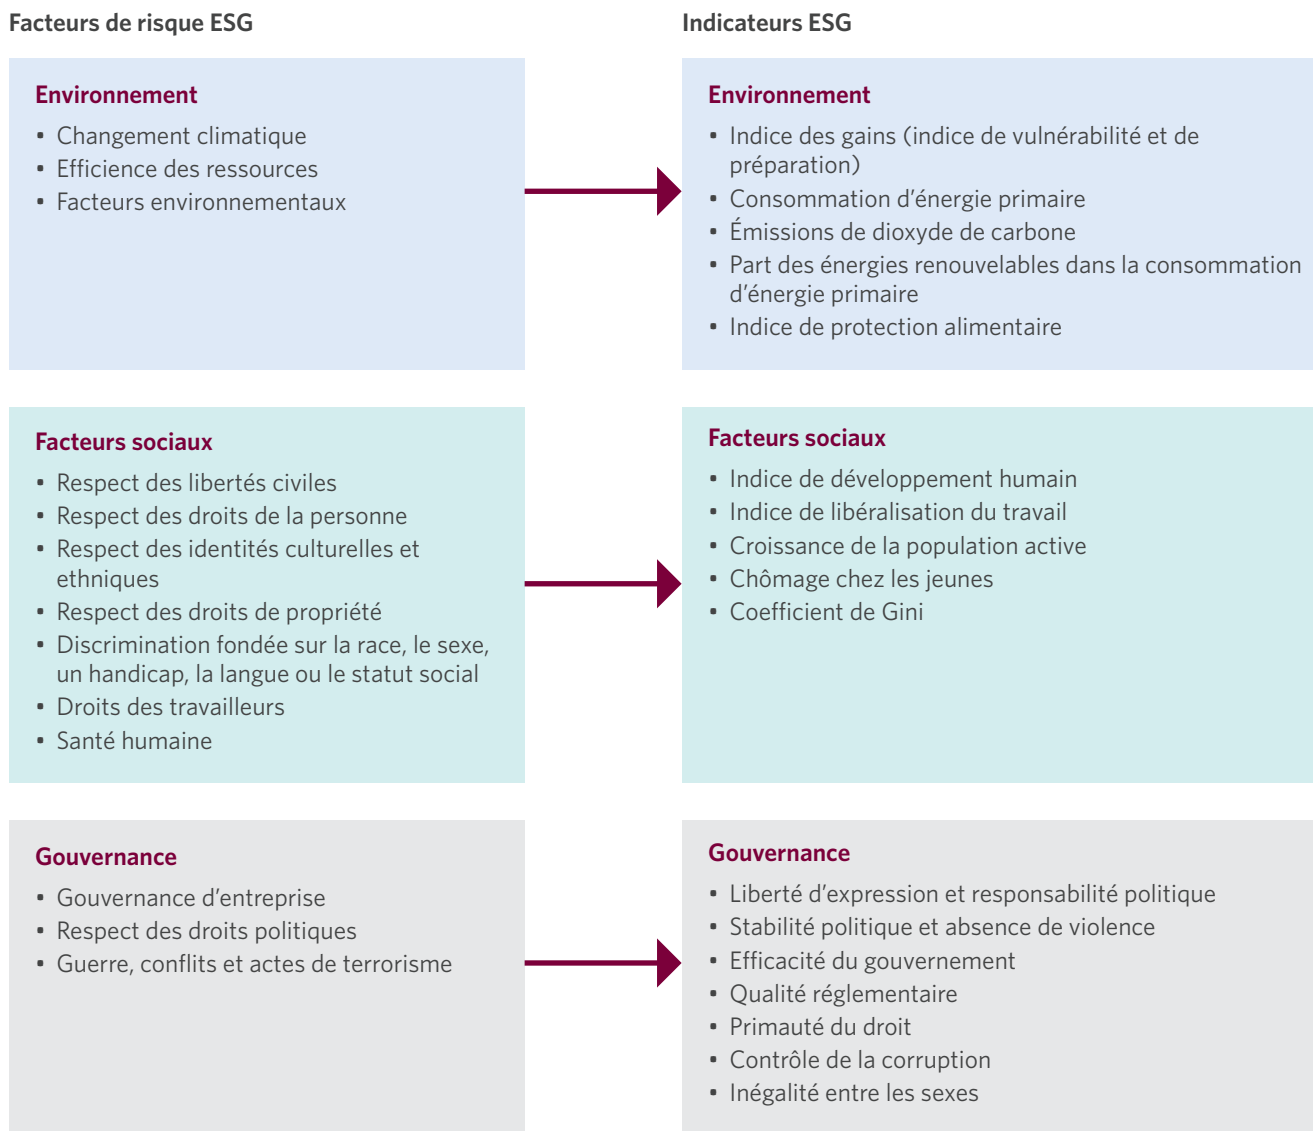 Facteurs de risque ESG
Indicateurs ESG
Environnement
• Changement climatique
• Efficience des ressources
• Facteurs environnementaux
Environnement
• Indice des gains (indice de vulnérabilité et de
préparation)
• Consommation d’énergie primaire
• Émissions de dioxyde de carbone
• Part des énergies renouvelables dans la consommation
d’énergie primaire
• Indice de protection alimentaire
Facteurs sociaux
• Respect des libertés civiles
• Respect des droits de la personne
• Respect des identités culturelles et
ethniques
• Respect des droits de propriété
• Discrimination fondée sur la race, le sexe,
un handicap, la langue ou le statut social
• Droits des travailleurs
• Santé humaine
Facteurs sociaux
• Indice de développement humain
• Indice de libéralisation du travail
• Croissance de la population active
• Chômage chez les jeunes
• Coefficient de Gini
Gouvernance
• Gouvernance d’entreprise
• Respect des droits politiques
• Guerre, conflits et actes de terrorisme
Gouvernance
• Liberté d’expression et responsabilité politique
• Stabilité politique et absence de violence
• Efficacité du gouvernement
• Qualité réglementaire
• Primauté du droit
• Contrôle de la corruption
• Inégalité entre les sexes